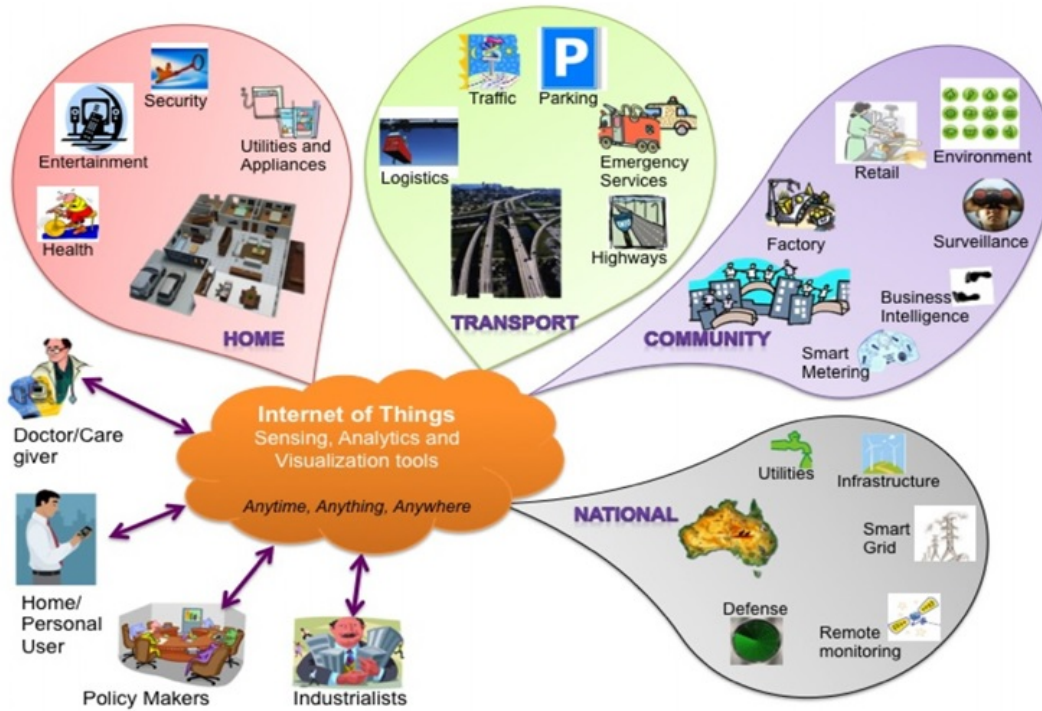 Security
Entertainment
Utilities and
Appliances
Health
HOME
Traffic
P
Parking
Logistics
Emergency
Services
Highways
TRANSPORT
Retail
Environment
Factory
Surveillance
Business
Intelligence
COMMUNITY
Smart
Metering
Doctor/Care
giver
Internet of Things
Sensing, Analytics and
Visualization tools
Anytime, Anything, Anywhere
Home/
Personal
User
Policy Makers
Industrialists
NATIONAL
Utilities
Infrastructure
Smart
Grid
Defense
Remote
monitoring